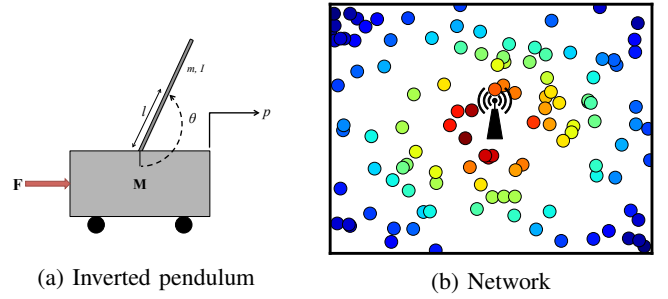 m, I
l
θ
p
F
M
(a) Inverted pendulum
(b) Network